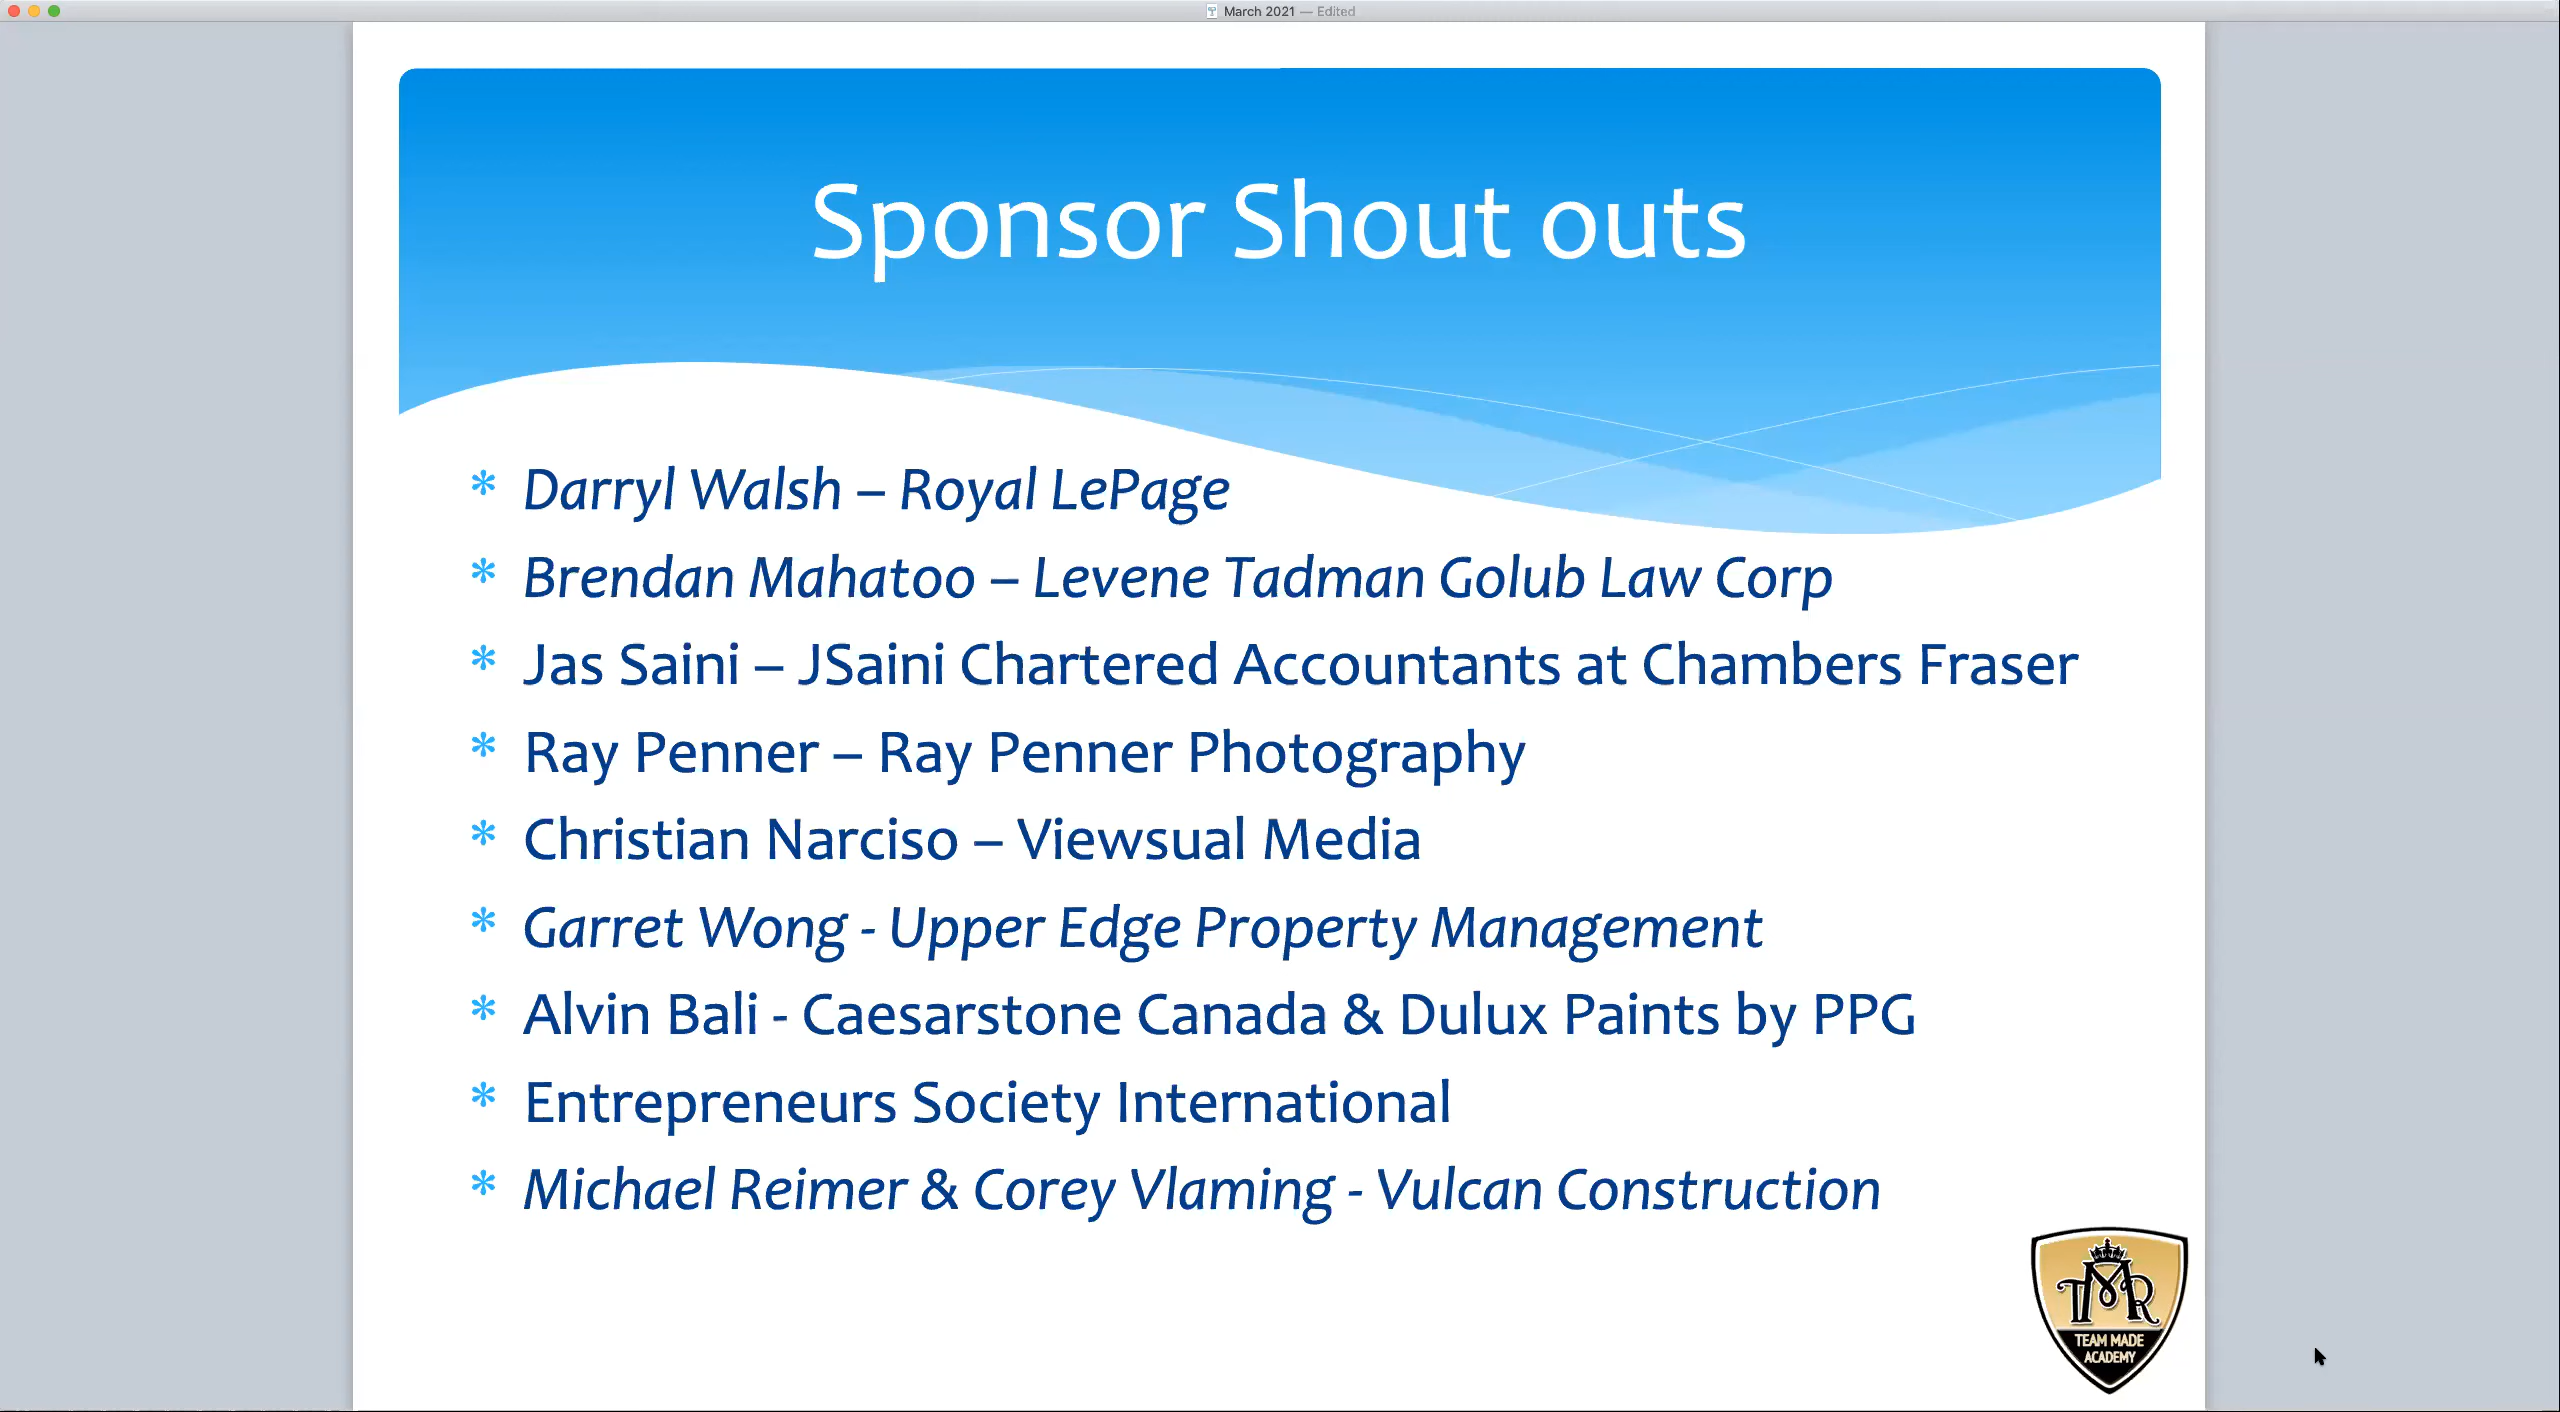 March 2021 — Edited
Sponsor Shout outs
* Darryl Walsh – Royal LePage
* Brendan Mahatoo – Levene Tadman Golub Law Corp
* Jas Saini – JSaini Chartered Accountants at Chambers Fraser
* Ray Penner – Ray Penner Photography
* Christian Narciso – Viewsual Media
* Garret Wong - Upper Edge Property Management
* Alvin Bali - Caesarstone Canada & Dulux Paints by PPG
* Entrepreneurs Society International
* Michael Reimer & Corey Vlaming - Vulcan Construction
TMR
TEAM MADE
ACADEMY